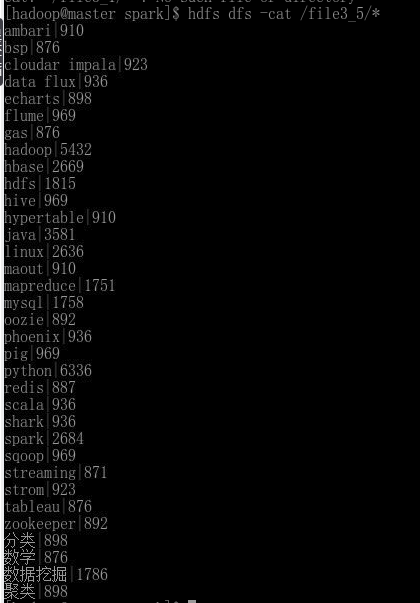 [hadoop@master spark]$ hdfs dfs -cat /file3_5/*
ambari|910
bsp|876
cloudar impala|923
data flux|936
echarts|898
flume|969
gas|876
hadoop|5432
hbase|2669
hdfs|1815
hive|969
hypertable|910
java|3581
linux|2636
maout|910
mapreduce|1751
mysql|1758
oozie|892
phoenix|936
pig|969
python|6336
redis|887
scala|936
shark|936
spark|2684
sqoop|969
streaming|871
strom|923
tableau|876
zookeeper|892
分类|898
数学|876
数据挖掘|1786
聚类|898